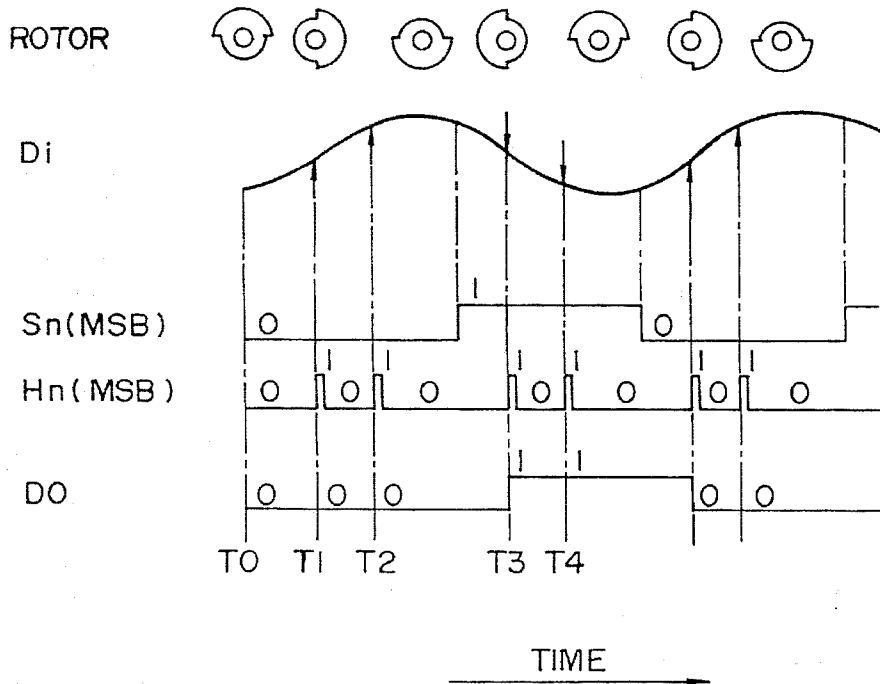 ROTOR
Di
1
Sn(MSB) 0 0
1 1 1 1 1 1
Hn(MSB) 0 0 0 0 0 0 0
1 1
D0 0 0 0 0 0
T0 T1 T2 T3 T4
TIME